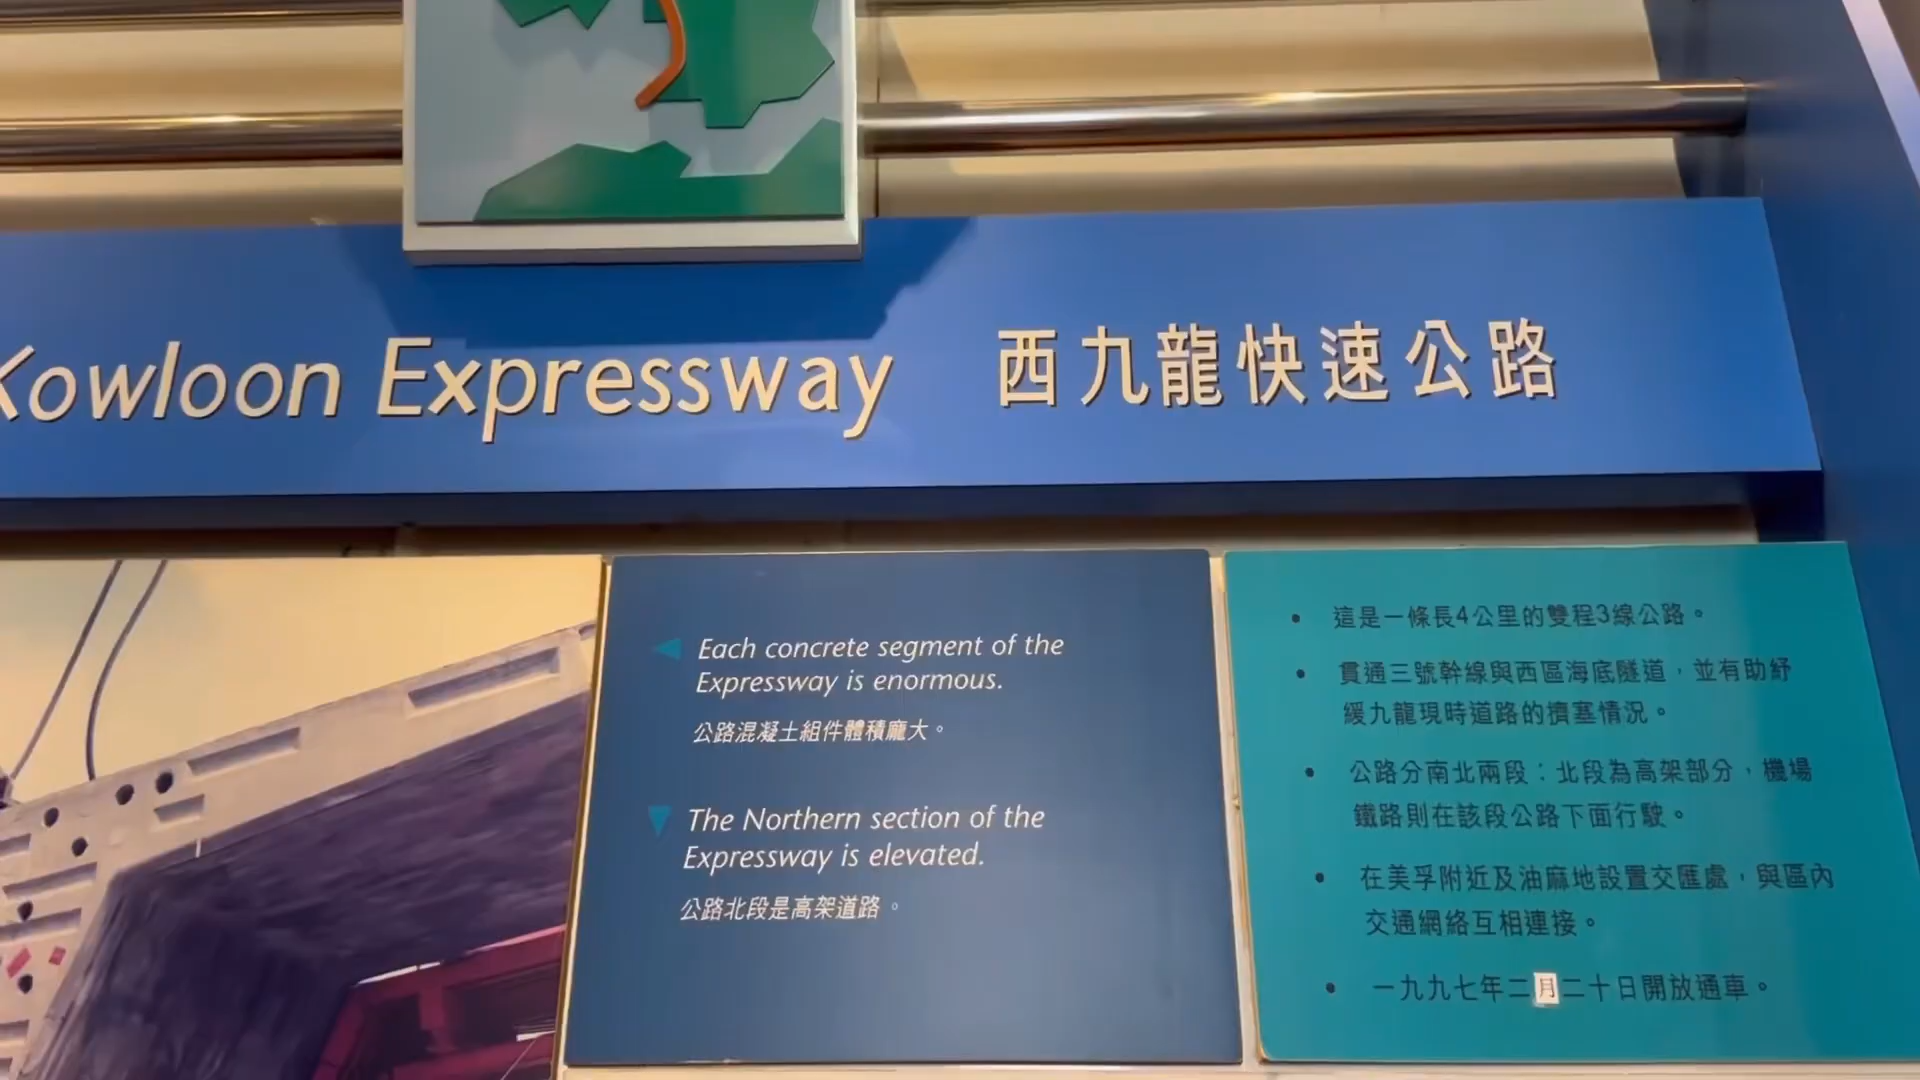 Kowloon Expressway 西九龍快速公路
Each concrete segment of the
Expressway is enormous.
公路混凝土組件體積龐大。
The Northern section of the
Expressway is elevated.
公路北段是高架道路。
• 這是一條長4公里的雙程3線公路。
• 貫通三號幹線與西區海底隧道，並有助紓
緩九龍現時道路的擠塞情況。
• 公路分南北兩段：北段為高架部分，機場
鐵路則在該段公路下面行駛。
• 在美孚附近及油麻地設置交匯處，與區內
交通網絡互相連接。
• 一九九七年二月二十日開放通車。